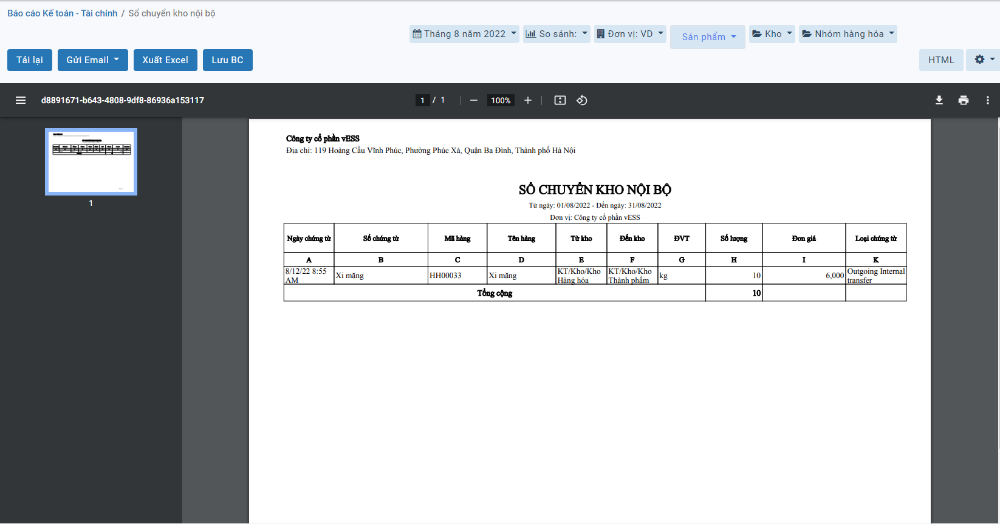 Báo cáo Kế toán - Tài chính / Sổ chuyển kho nội bộ
Tháng 8 năm 2022 So sánh: Đơn vị: VD Sản phẩm Kho Nhóm hàng hóa
Tải lại Gửi Email Xuất Excel Lưu BC HTML
d8891671-b643-4808-9df8-86936a153117 1 / 1 100%
1
Công ty cổ phần vESS
Địa chỉ: 119 Hoàng Cầu Vĩnh Phúc, Phường Phúc Xá, Quận Ba Đình, Thành phố Hà Nội
SỔ CHUYỂN KHO NỘI BỘ
Từ ngày: 01/08/2022 - Đến ngày: 31/08/2022
Đơn vị: Công ty cổ phần vESS
Ngày chứng từ Số chứng từ Mã hàng Tên hàng Từ kho Đến kho ĐVT Số lượng Đơn giá Loại chứng từ
A B C D E F G H I K
8/12/22 8:55 AM Xi măng HH00033 Xi măng KT/Kho/Kho Hàng hóa KT/Kho/Kho Thành phẩm kg 10 6,000 Outgoing Internal transfer
Tổng cộng 10